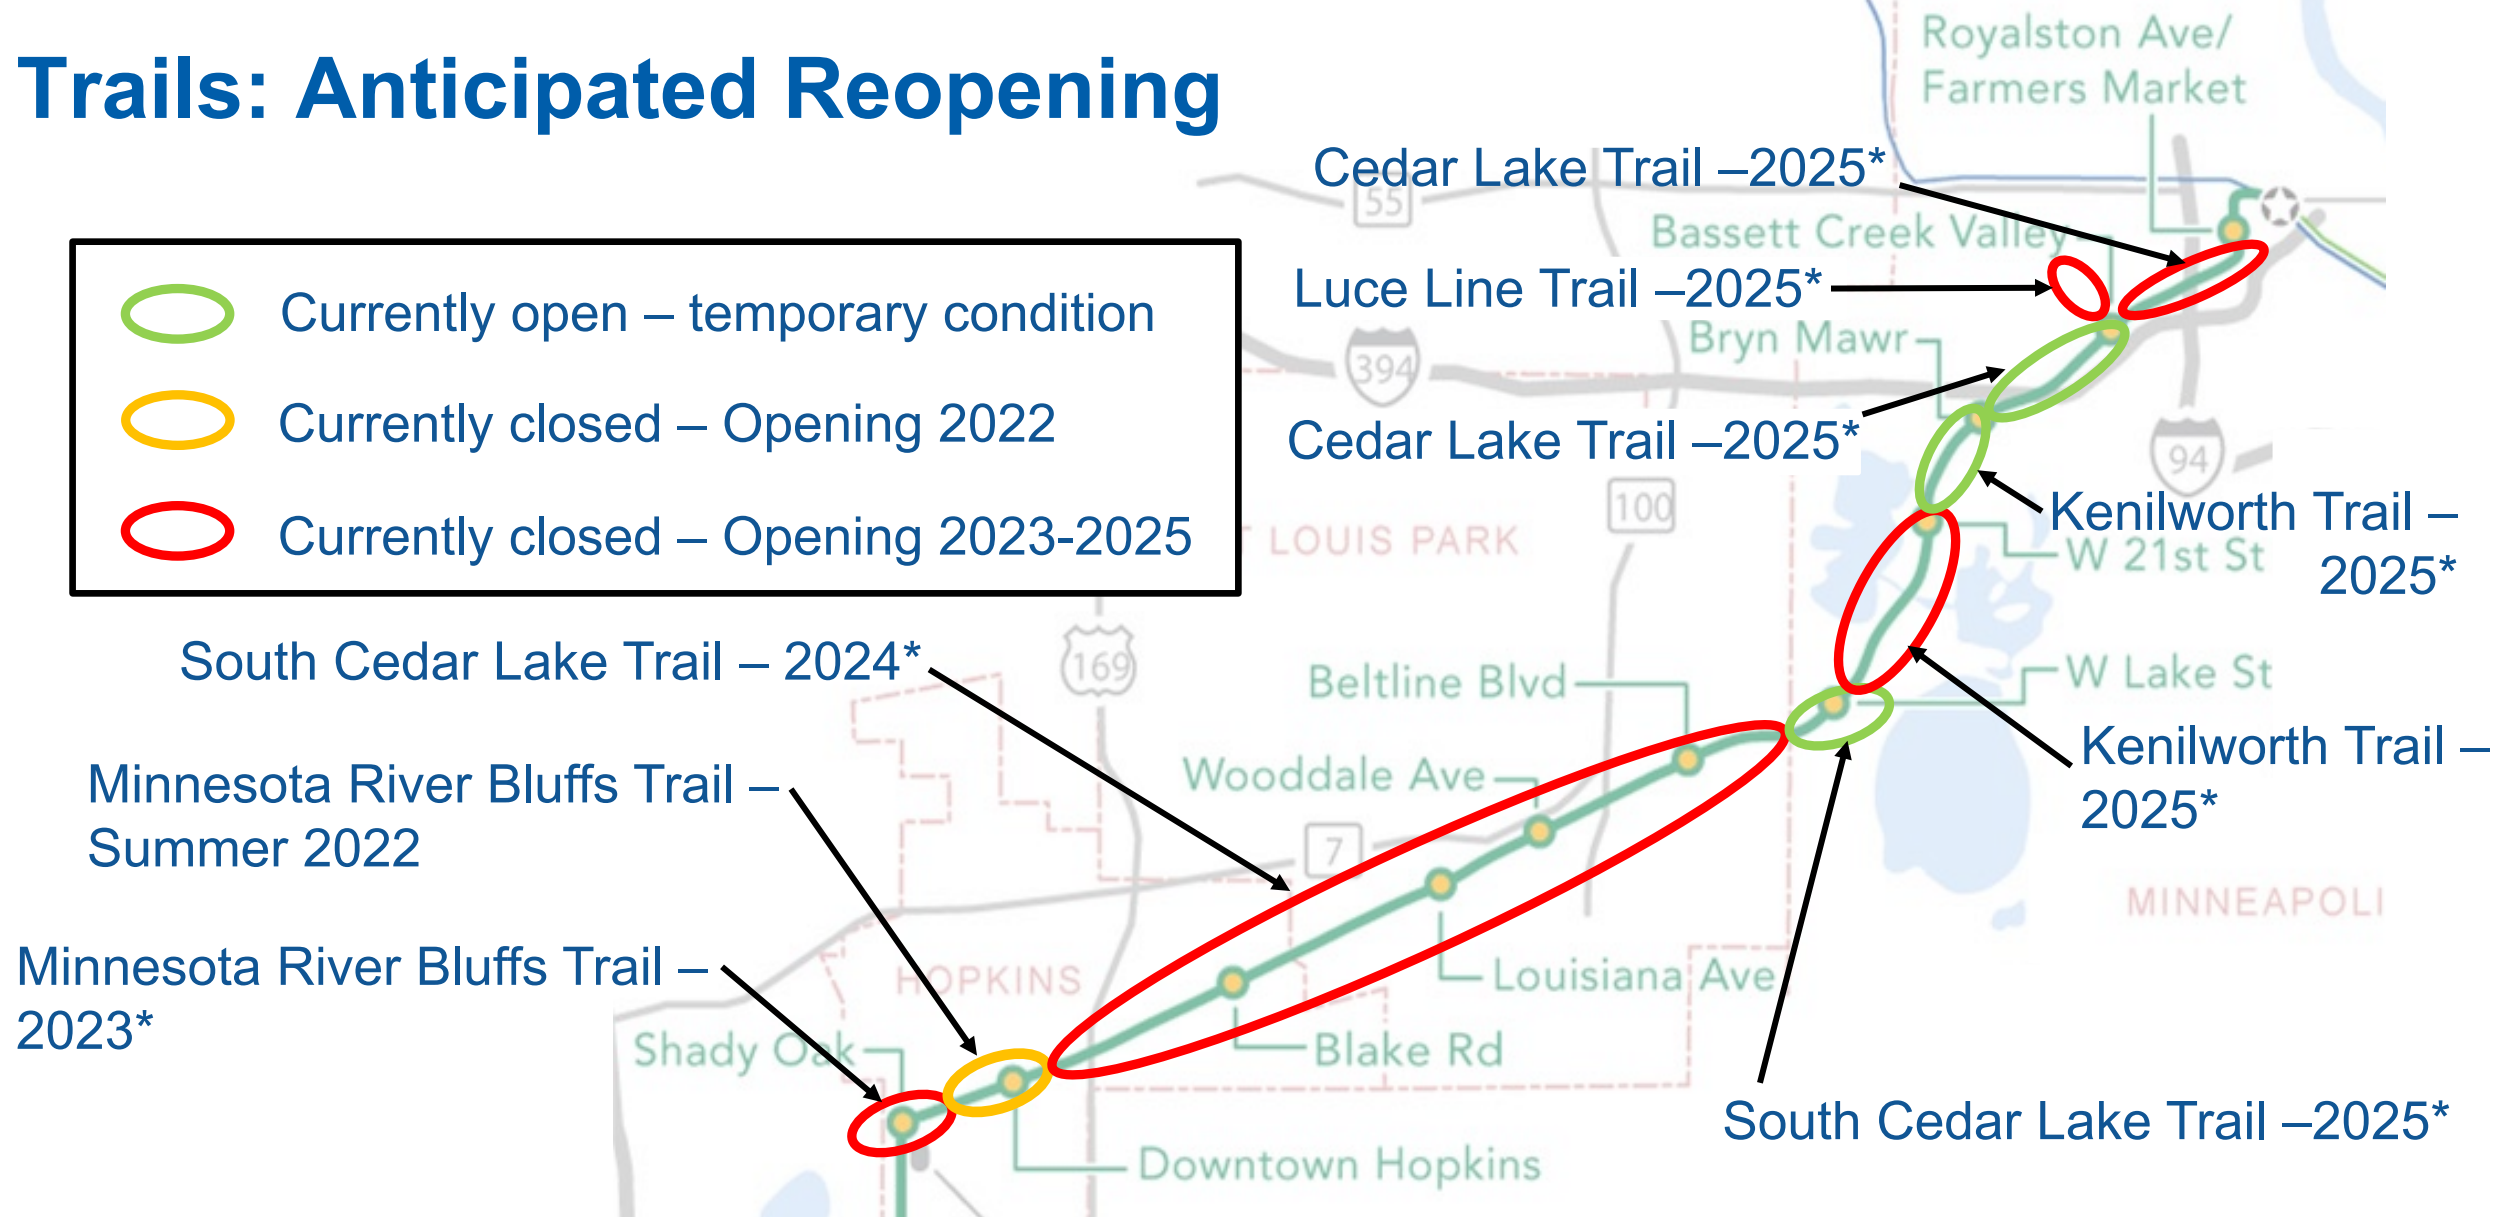 Trails: Anticipated Reopening
Royalston Ave/
Farmers Market
Cedar Lake Trail –2025*
55
Bassett Creek Valley
Luce Line Trail –2025*
Currently open – temporary condition
Bryn Mawr
394
Currently closed – Opening 2022
Cedar Lake Trail –2025*
94
Currently closed – Opening 2023-2025
100
Kenilworth Trail –
2025*
LOUIS PARK
W 21st St
South Cedar Lake Trail – 2024*
169
Beltline Blvd
W Lake St
Minnesota River Bluffs Trail –
Summer 2022
Wooddale Ave
Kenilworth Trail –
2025*
7
MINNEAPOLI
Minnesota River Bluffs Trail –
2023*
HOPKINS
Louisiana Ave
Shady Oak
Blake Rd
South Cedar Lake Trail –2025*
Downtown Hopkins